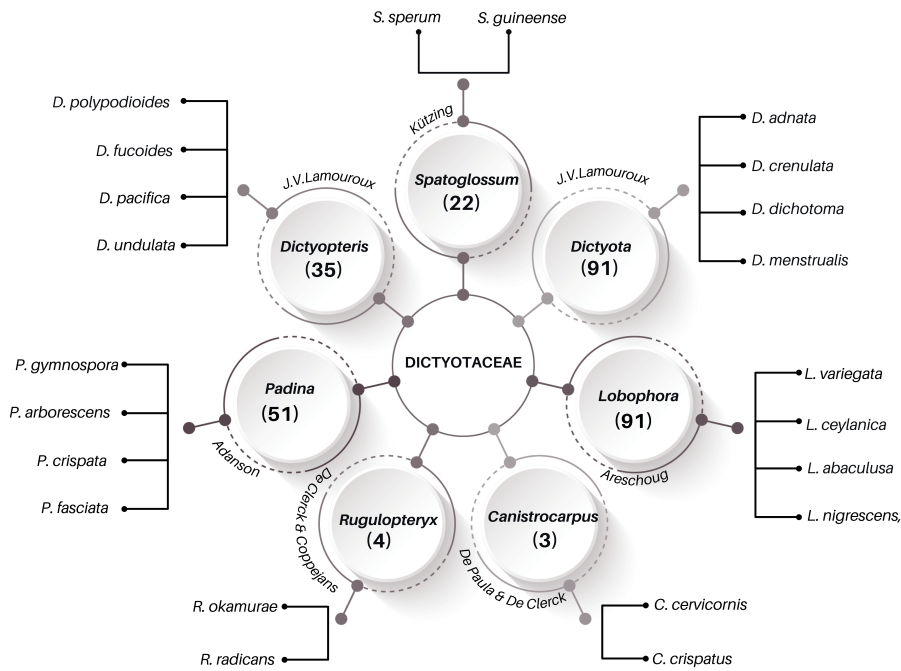 S. sperum
S. guineense
Kützing
Spatoglossum
(22)
D. polypodioides
D. fucoides
D. pacifica
D. undulata
J.V.Lamouroux
Dictyopteris
(35)
J.V.Lamouroux
Dictyota
(91)
D. adnata
D. crenulata
D. dichotoma
D. menstrualis
DICTYOTACEAE
P. gymnospora
P. arborescens
P. crispata
P. fasciata
Padina
(51)
Adanson
Lobophora
(91)
Areschoug
L. variegata
L. ceylanica
L. abaculusa
L. nigrescens,
De Clerck & Coppejans
Rugulopteryx
(4)
R. okamurae
R. radicans
Canistrocarpus
(3)
De Paula & De Clerck
C. cervicornis
C. crispatus